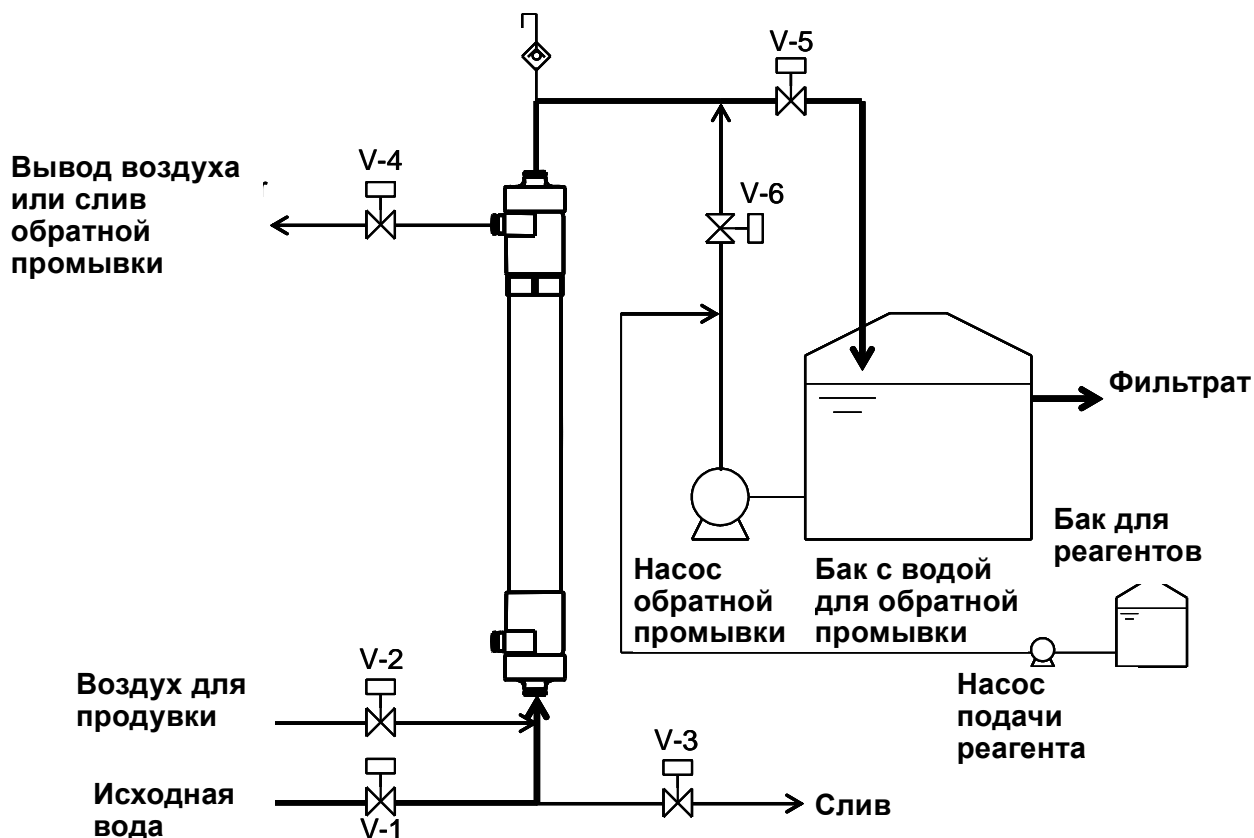 V-5
Вывод воздуха
или слив
обратной
промывки
V-4
V-6
Фильтрат
Бак для
реагентов
Насос
обратной
промывки
Бак с водой
для обратной
промывки
Воздух для
продувки
V-2
Насос
подачи
реагента
V-3
Исходная
вода
V-1
Слив